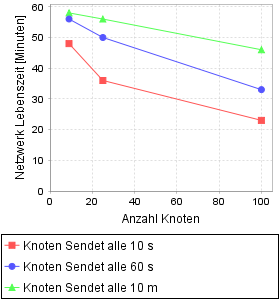 Netzwerk Lebenszeit [Minuten]
60
50
40
30
20
10
0
0 20 40 60 80 100
Anzahl Knoten
Knoten Sendet alle 10 s
Knoten Sendet alle 60 s
Knoten Sendet alle 10 m